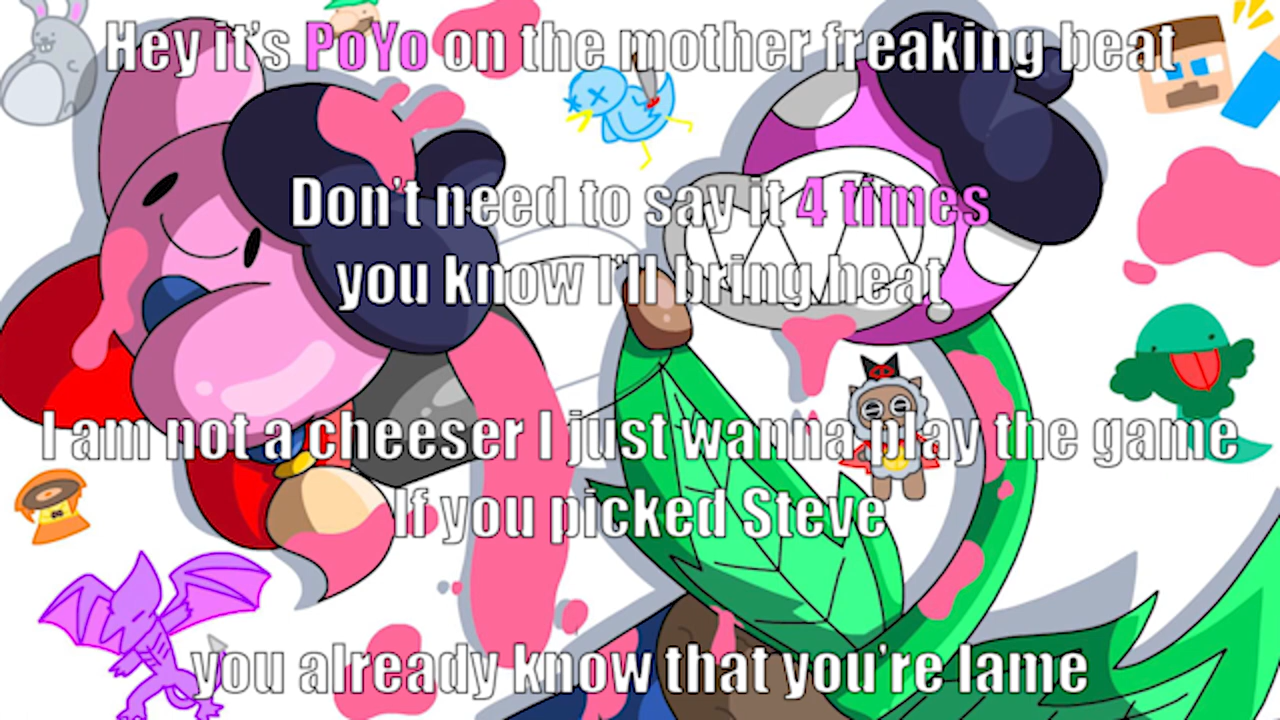 Hey it's PoYo on the mother freaking beat
Don't need to say it 4 times
you know I'll bring heat
I am not a cheeser I just wanna play the game
If you picked Steve
you already know that you're lame